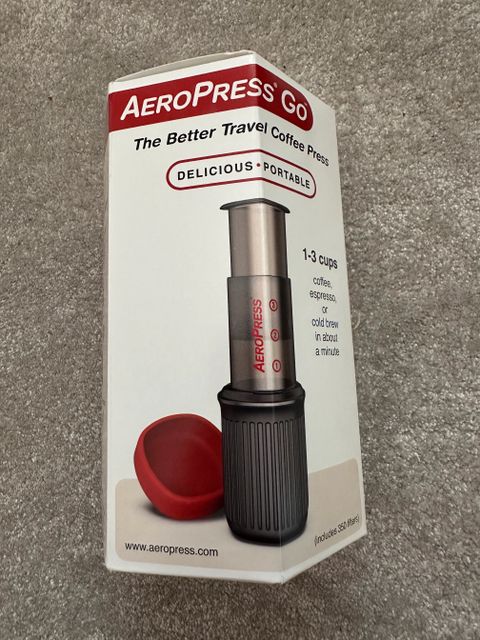 AEROPRESS® GO®
The Better Travel Coffee Press
DELICIOUS • PORTABLE
1-3 cups
coffee,
espresso,
or
cold brew
in about
a minute
AEROPRESS
3
2
1
www.aeropress.com
(includes 350 filters)